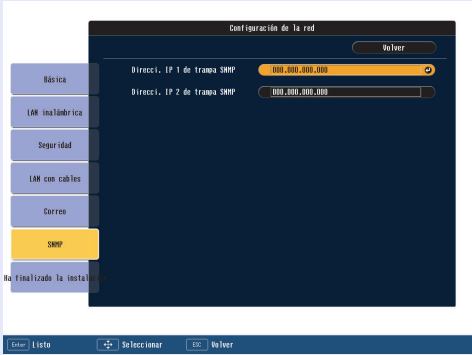 Configuración de la red
Volver
Direcci. IP 1 de trampa SNMP 000.000.000.000
Direcci. IP 2 de trampa SNMP 000.000.000.000
Básica
LAN inalámbrica
Seguridad
LAN con cables
Correo
SNMP
Ha finalizado la instal
Enter Listo Seleccionar ESC Volver